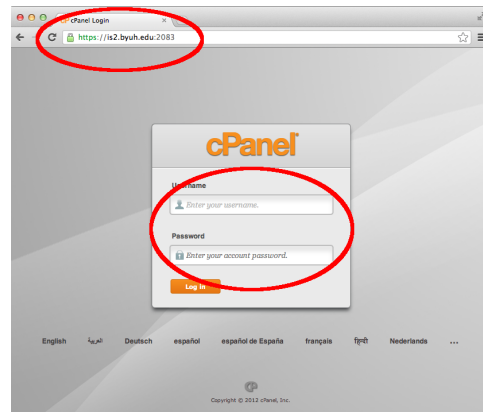 cPanel Login
https://is2.byuh.edu:2083
cPanel®
Username
Enter your username.
Password
Enter your account password.
Log in
English العربية Deutsch español español de España français हिन्दी Nederlands ...
cP
Copyright © 2012 cPanel, Inc.